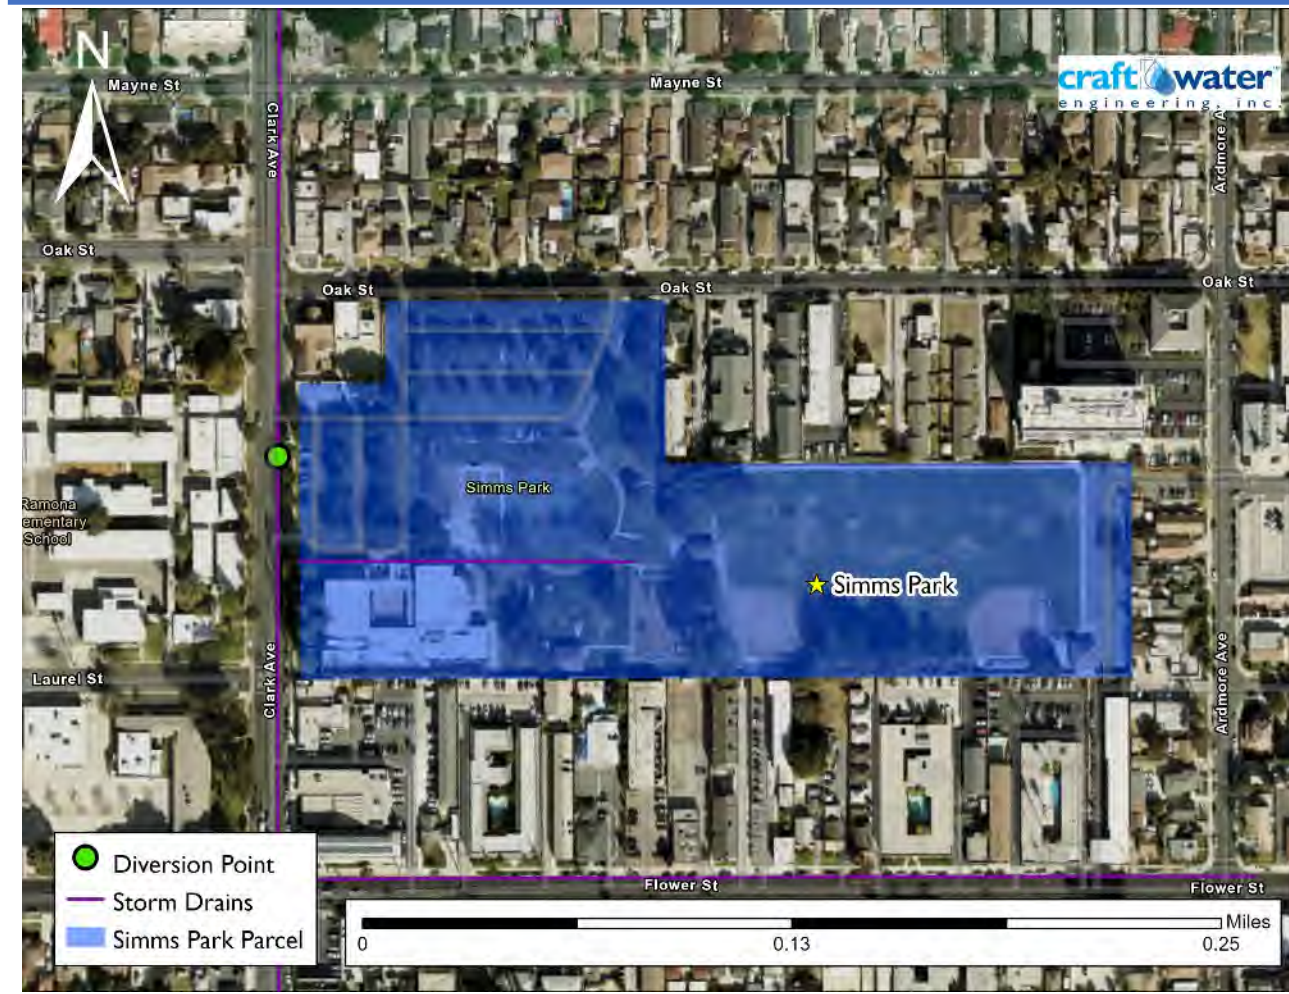 N
Mayne St
Mayne St
craft water
engineering, inc.
Clark Ave
Ardmore A
Oak St
Oak St
Oak St
Oak St
Simms Park
Ramona
ementary
School
Simms Park
Laurel St
Clark Ave
Ardmore Ave
Diversion Point
Storm Drains
Simms Park Parcel
Flower St
Flower St
Miles
0
0.13
0.25